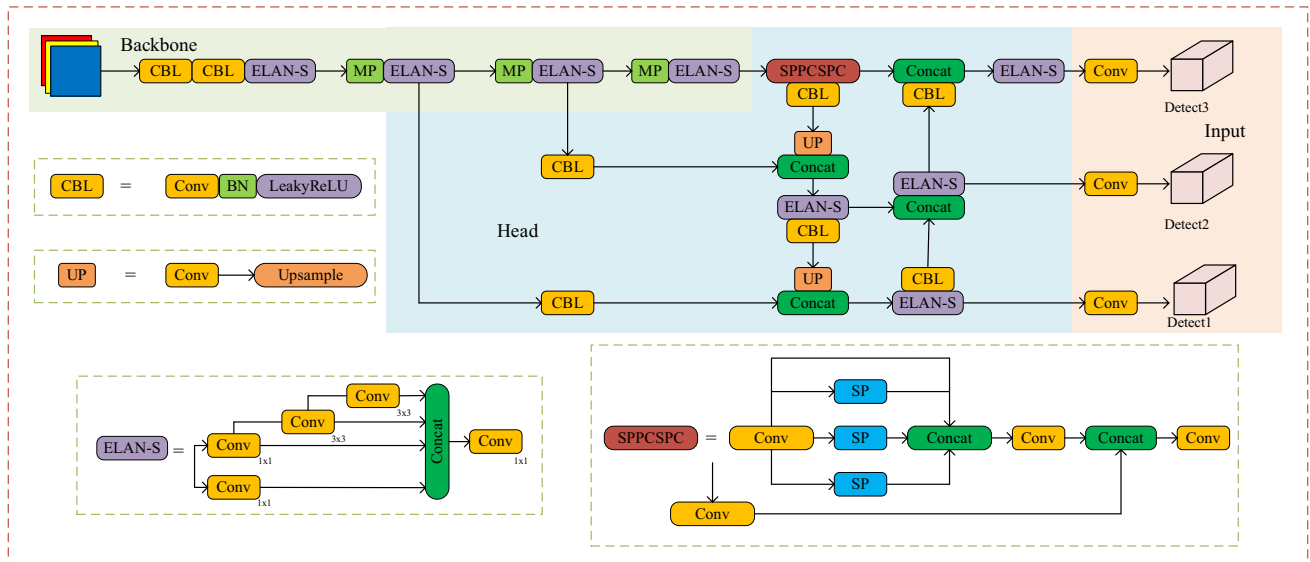 Backbone
CBL CBL ELAN-S MP ELAN-S MP ELAN-S MP ELAN-S SPPCSPC Concat ELAN-S Conv
CBL CBL
Detect3
UP Input
CBL Concat
CBL = Conv BN LeakyReLU
ELAN-S Conv
ELAN-S Concat
Detect2
Head CBL
UP = Conv Upsample
UP CBL
CBL Concat ELAN-S Conv
Detect1
Conv
3x3
Conv
3x3
ELAN-S = Conv
1x1
Concat Conv
1x1
Conv
1x1
SP
SPPCSPC = Conv SP Concat Conv Concat Conv
SP
Conv